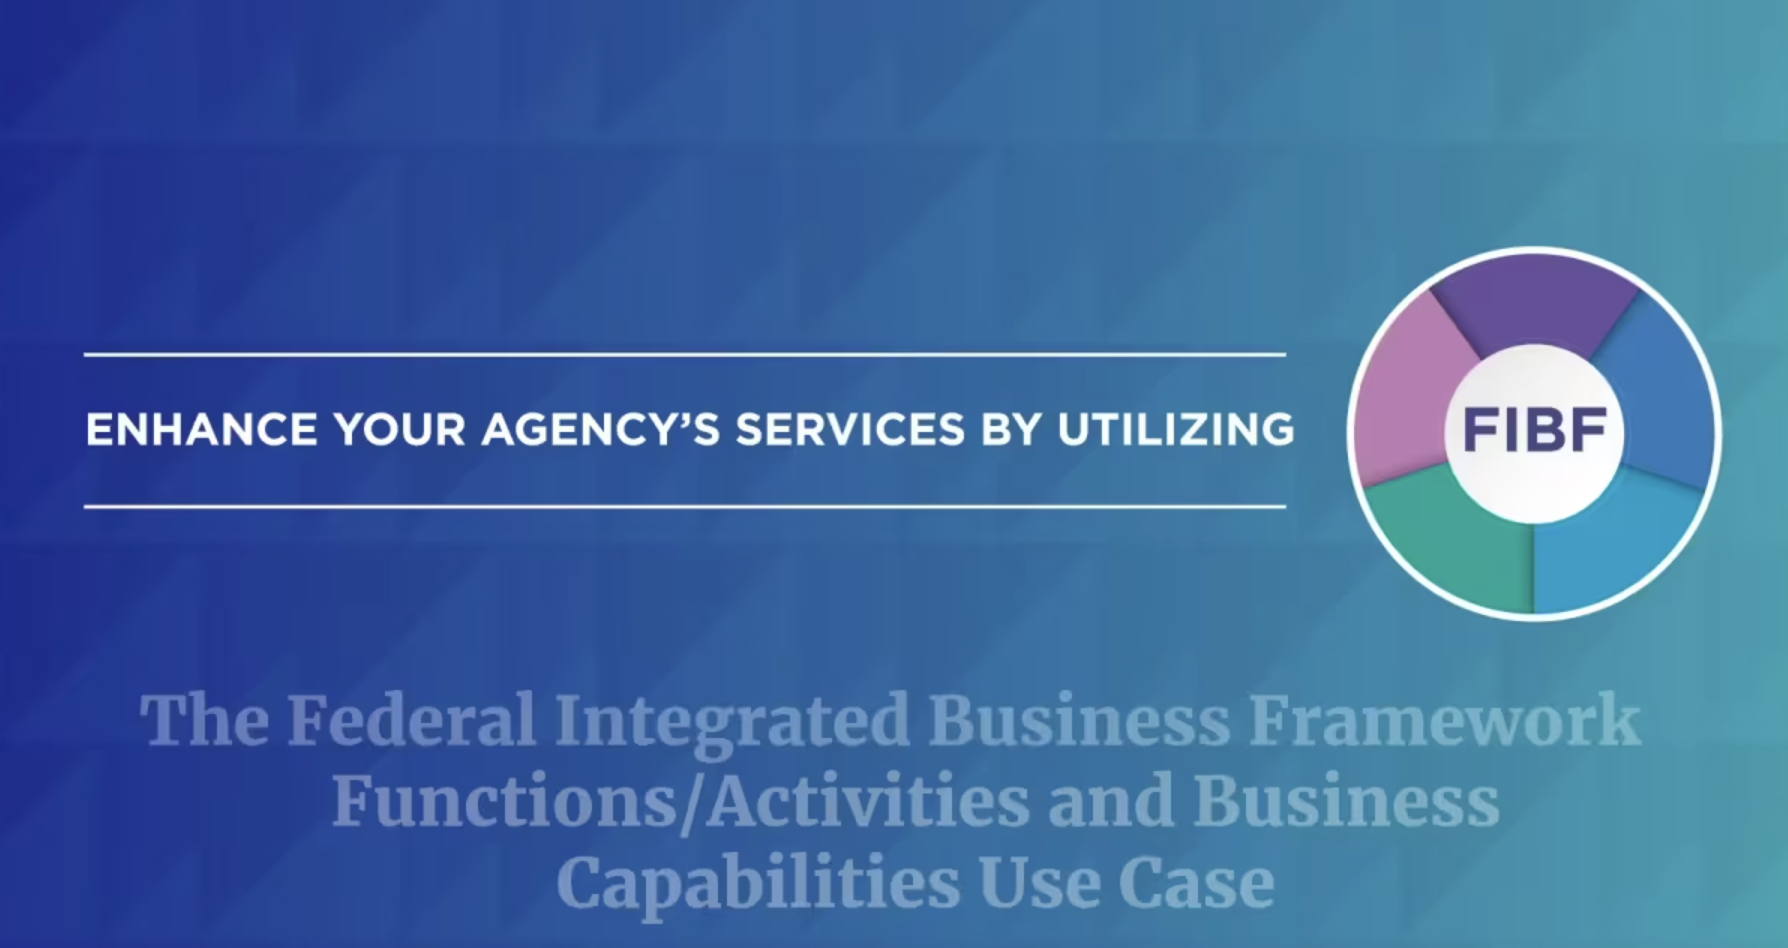 ENHANCE YOUR AGENCY’S SERVICES BY UTILIZING
FIBF
The Federal Integrated Business Framework
Functions/Activities and Business
Capabilities Use Case